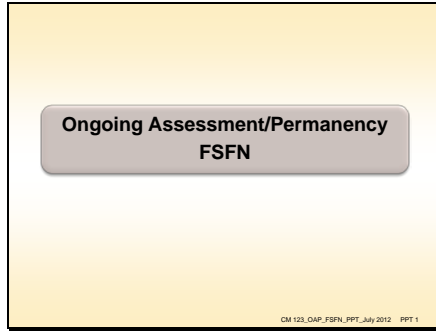 Ongoing Assessment/Permanency
FSFN
CM 123_OAP_FSFN_PPT_July 2012 PPT 1